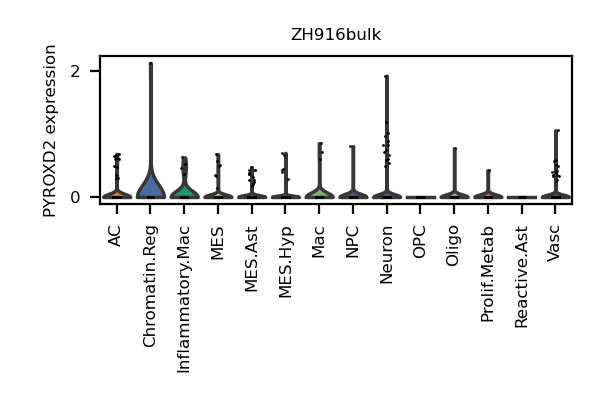 ZH916bulk
PYROXD2 expression
2
0
AC
Chromatin.Reg
Inflammatory.Mac
MES
MES.Ast
MES.Hyp
Mac
NPC
Neuron
OPC
Oligo
Prolif.Metab
Reactive.Ast
Vasc